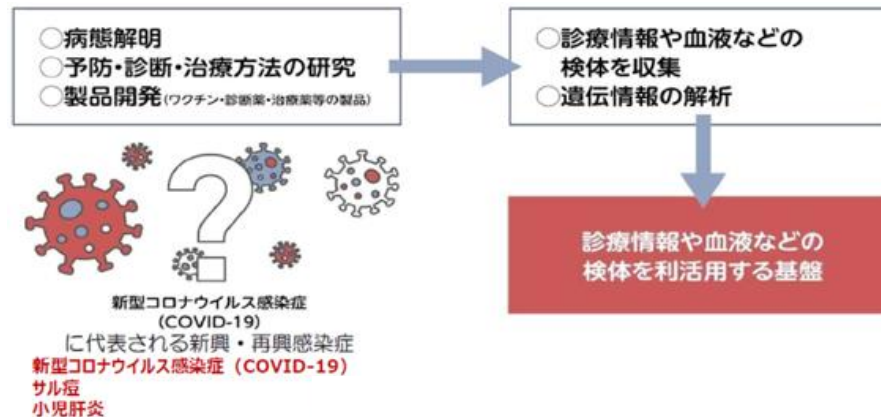 ○病態解明
○予防・診断・治療方法の研究
○製品開発(ワクチン・診断薬・治療薬等の製品)
○診療情報や血液などの
検体を収集
○遺伝情報の解析
診療情報や血液などの
検体を利活用する基盤
?
新型コロナウイルス感染症
(COVID-19)
に代表される新興・再興感染症
新型コロナウイルス感染症（COVID-19）
サル痘
小児肝炎